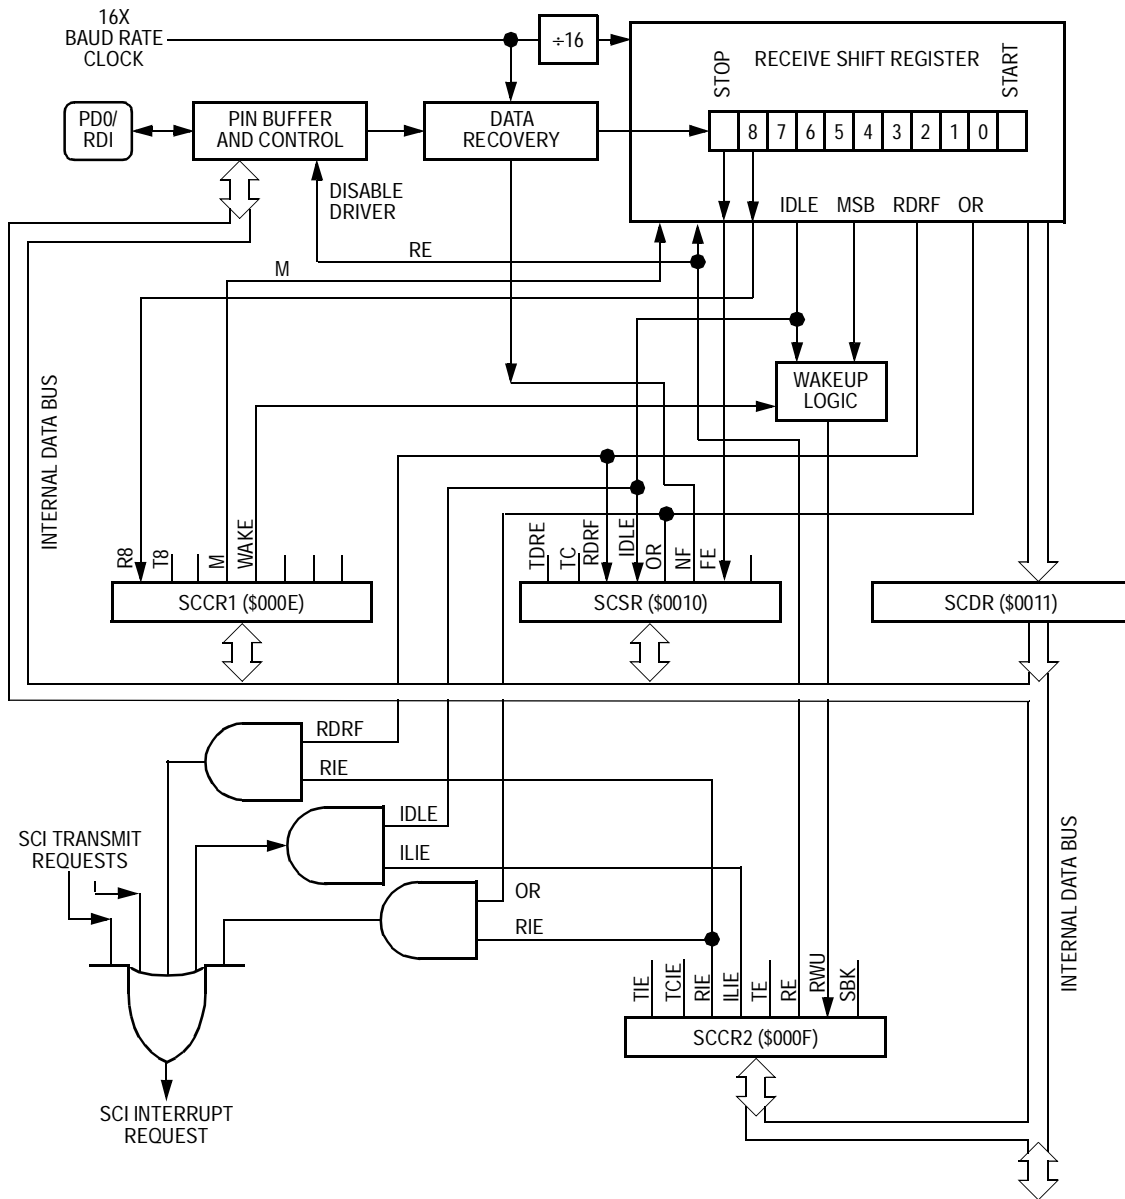 16X
BAUD RATE
CLOCK
÷16
RECEIVE SHIFT REGISTER
STOP
START
PD0/
RDI
PIN BUFFER
AND CONTROL
DATA
RECOVERY
8 7 6 5 4 3 2 1 0
DISABLE
DRIVER
IDLE MSB RDRF OR
RE
M
WAKEUP
LOGIC
INTERNAL DATA BUS
R8 T8 M WAKE
TDRE TC RDRF IDLE OR NF FE
SCCR1 ($000E)
SCSR ($0010)
SCDR ($0011)
RDRF
RIE
IDLE
ILIE
SCI TRANSMIT
REQUESTS
OR
RIE
INTERNAL DATA BUS
TIE TCIE RIE ILIE TE RE RWU SBK
SCCR2 ($000F)
SCI INTERRUPT
REQUEST